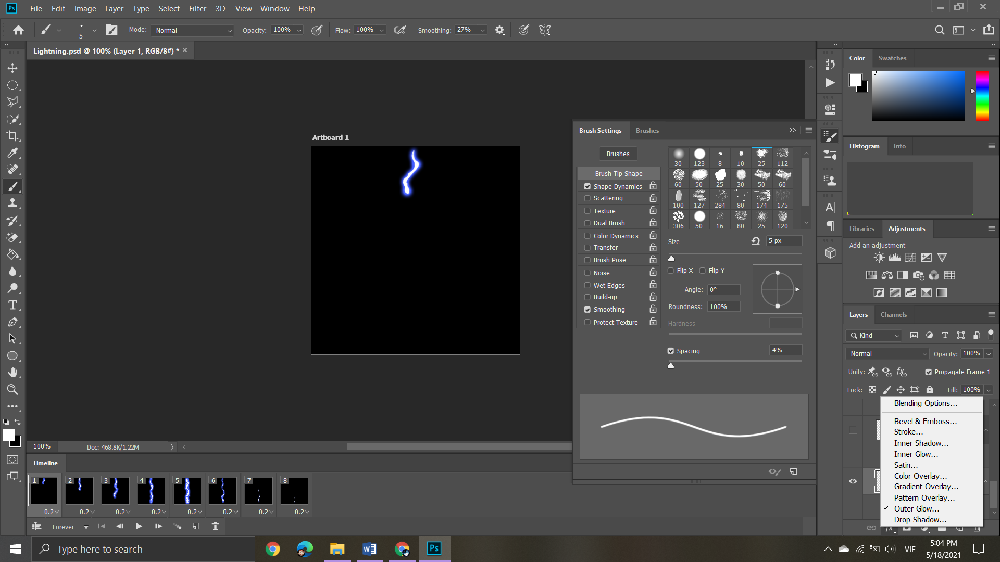 Ps File Edit Image Layer Type Select Filter 3D View Window Help
5 Mode: Normal Opacity: 100% Flow: 100% Smoothing: 27%
Lightning.psd @ 100% (Layer 1, RGB/8#) *
Artboard 1
100% Doc: 468.8K/1.22M
Timeline
1 2 3 4 5 6 7 8
0.2 0.2 0.2 0.2 0.2 0.2 0.2 0.2
Forever
Brush Settings Brushes
Brushes
Brush Tip Shape
Shape Dynamics
Scattering
Texture
Dual Brush
Color Dynamics
Transfer
Brush Pose
Noise
Wet Edges
Build-up
Smoothing
Protect Texture
30 123 8 10 25 112
60 50 25 30 50 60
100 127 284 80 174 175
306 50 16 80 25 120
Size 5 px
Flip X Flip Y
Angle: 0°
Roundness: 100%
Hardness
Spacing 4%
Color Swatches
Histogram Info
Libraries Adjustments
Add an adjustment
Layers Channels
Kind
Normal Opacity: 100%
Unify: Propagate Frame 1
Lock: Fill: 100%
Blending Options...
Bevel & Emboss...
Stroke...
Inner Shadow...
Inner Glow...
Satin...
Color Overlay...
Gradient Overlay...
Pattern Overlay...
Outer Glow...
Drop Shadow...
Type here to search
VIE
5:04 PM
5/18/2021